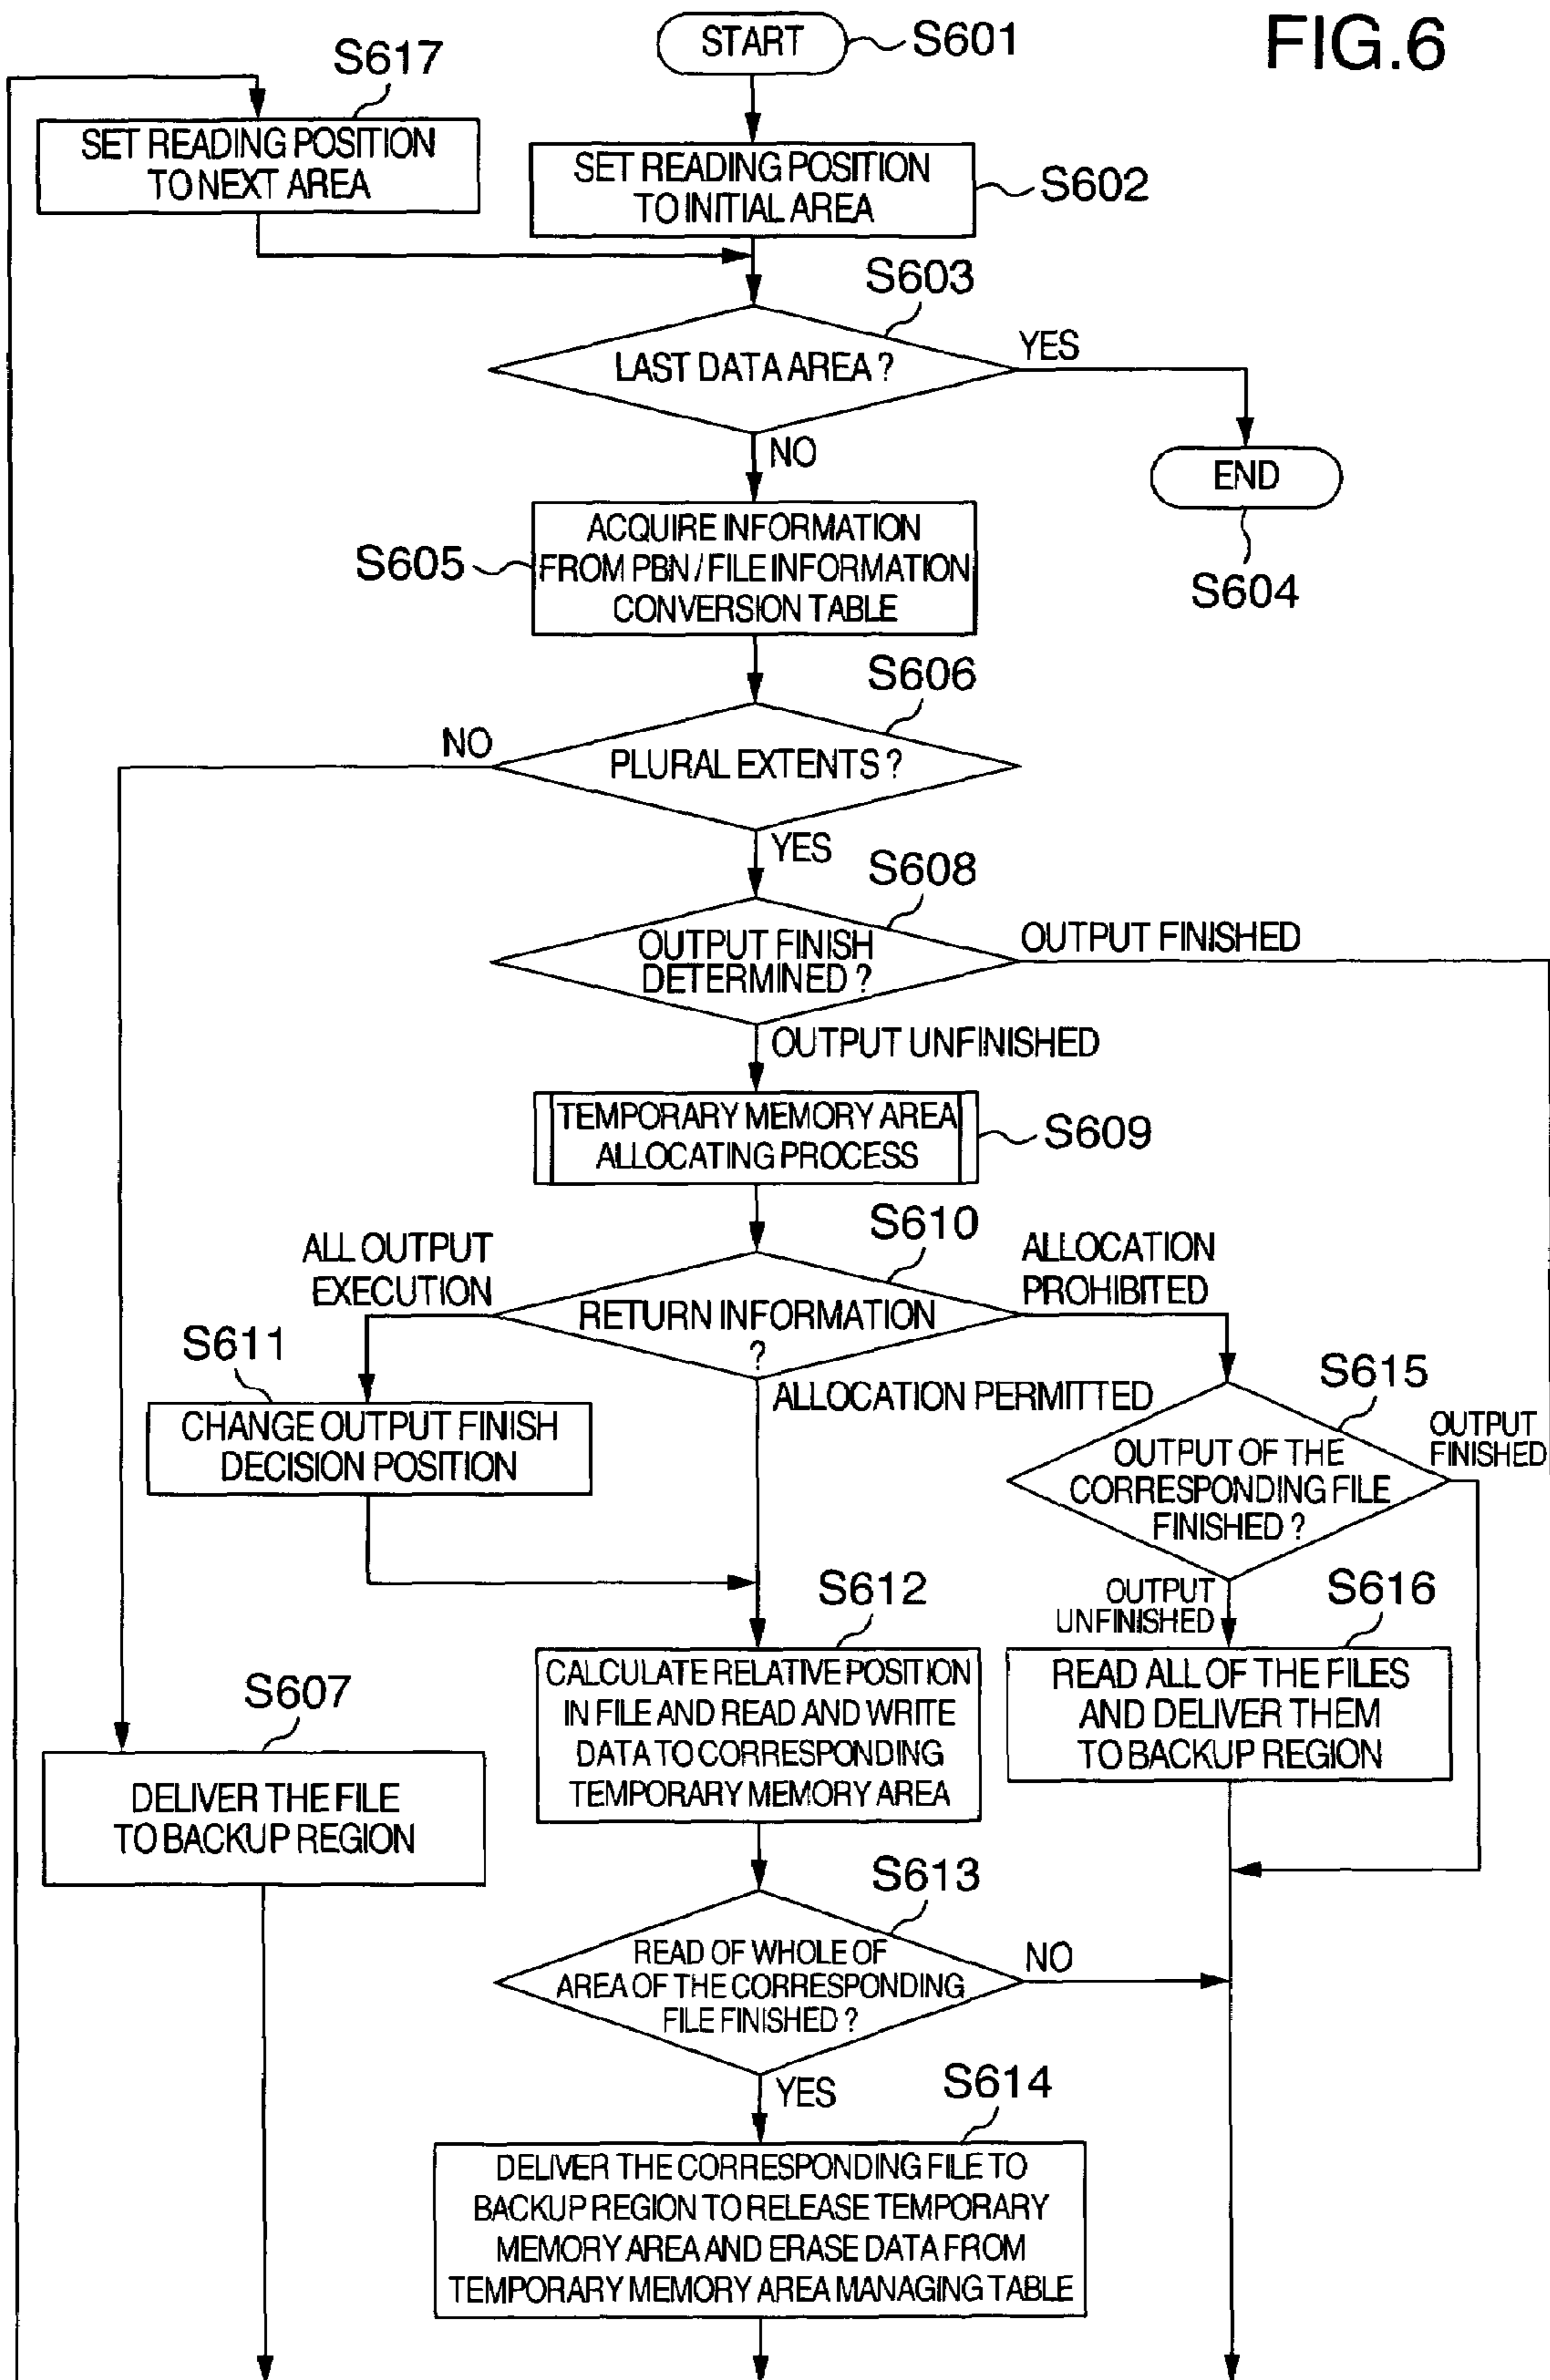 FIG.6
START
S601
S617
SET READING POSITION
TO NEXT AREA
SET READING POSITION
TO INITIAL AREA
S602
S603
LAST DATA AREA ?
YES
NO
END
S604
ACQUIRE INFORMATION
FROM PBN / FILE INFORMATION
CONVERSION TABLE
S605
S606
NO
PLURAL EXTENTS ?
YES
S608
OUTPUT FINISH
DETERMINED ?
OUTPUT FINISHED
OUTPUT UNFINISHED
TEMPORARY MEMORY AREA
ALLOCATING PROCESS
S609
S610
ALL OUTPUT
EXECUTION
ALLOCATION
PROHIBITED
RETURN INFORMATION
?
S611
ALLOCATION PERMITTED
CHANGE OUTPUT FINISH
DECISION POSITION
S615
OUTPUT OF THE
CORRESPONDING FILE
FINISHED ?
OUTPUT
FINISHED
OUTPUT
UNFINISHED
S612
S616
CALCULATE RELATIVE POSITION
IN FILE AND READ AND WRITE
DATA TO CORRESPONDING
TEMPORARY MEMORY AREA
READ ALL OF THE FILES
AND DELIVER THEM
TO BACKUP REGION
S607
DELIVER THE FILE
TO BACKUP REGION
S613
READ OF WHOLE OF
AREA OF THE CORRESPONDING
FILE FINISHED ?
NO
YES
S614
DELIVER THE CORRESPONDING FILE TO
BACKUP REGION TO RELEASE TEMPORARY
MEMORY AREA AND ERASE DATA FROM
TEMPORARY MEMORY AREA MANAGING TABLE